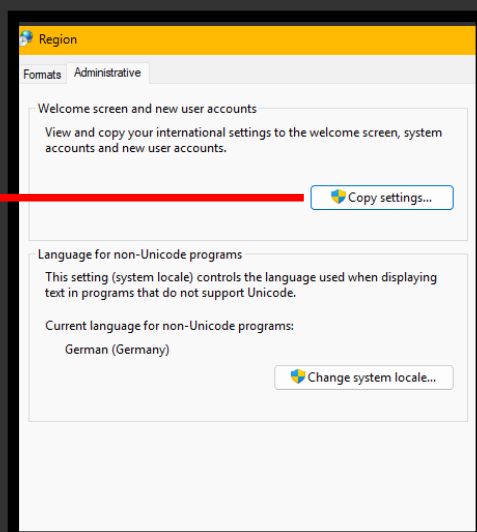 Region
Formats Administrative
Welcome screen and new user accounts
View and copy your international settings to the welcome screen, system
accounts and new user accounts.
Copy settings...
Language for non-Unicode programs
This setting (system locale) controls the language used when displaying
text in programs that do not support Unicode.
Current language for non-Unicode programs:
German (Germany)
Change system locale...